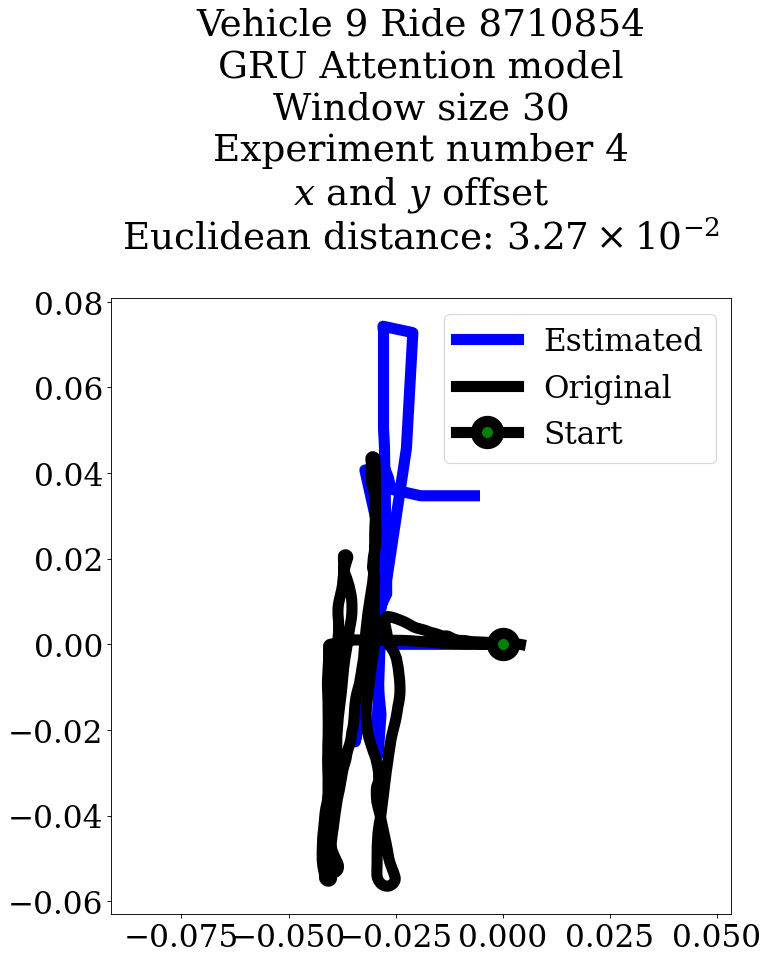 Vehicle 9 Ride 8710854
GRU Attention model
Window size 30
Experiment number 4
x and y offset
Euclidean distance: 3.27 × 10⁻²
0.08
0.06
0.04
0.02
0.00
−0.02
−0.04
−0.06
Estimated
Original
Start
−0.075 −0.050 −0.025 0.000 0.025 0.050